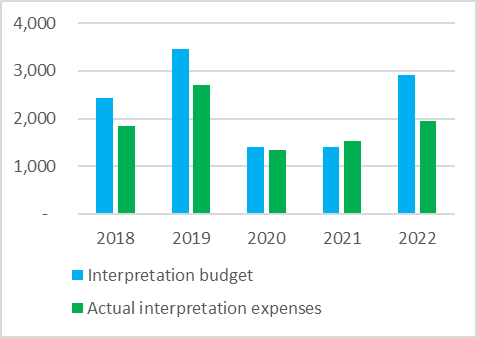 4,000
3,000
2,000
1,000
-
2018 2019 2020 2021 2022
Interpretation budget
Actual interpretation expenses